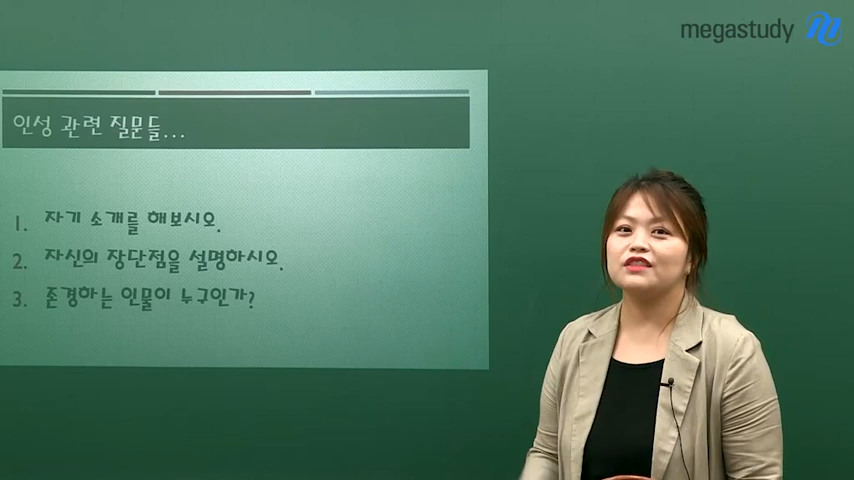 megastudy
인성 관련 질문들...
1. 자기 소개를 해보시오.
2. 자신의 장단점을 설명하시오.
3. 존경하는 인물이 누구인가?